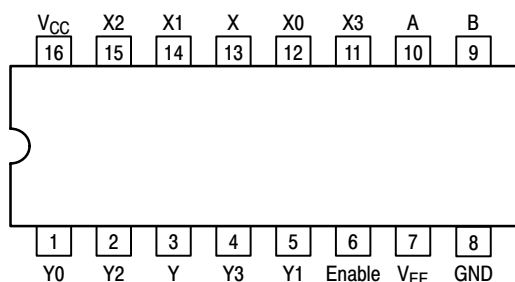 VCC X2 X1 X X0 X3 A B
16 15 14 13 12 11 10 9
1 2 3 4 5 6 7 8
Y0 Y2 Y Y3 Y1 Enable VEE GND